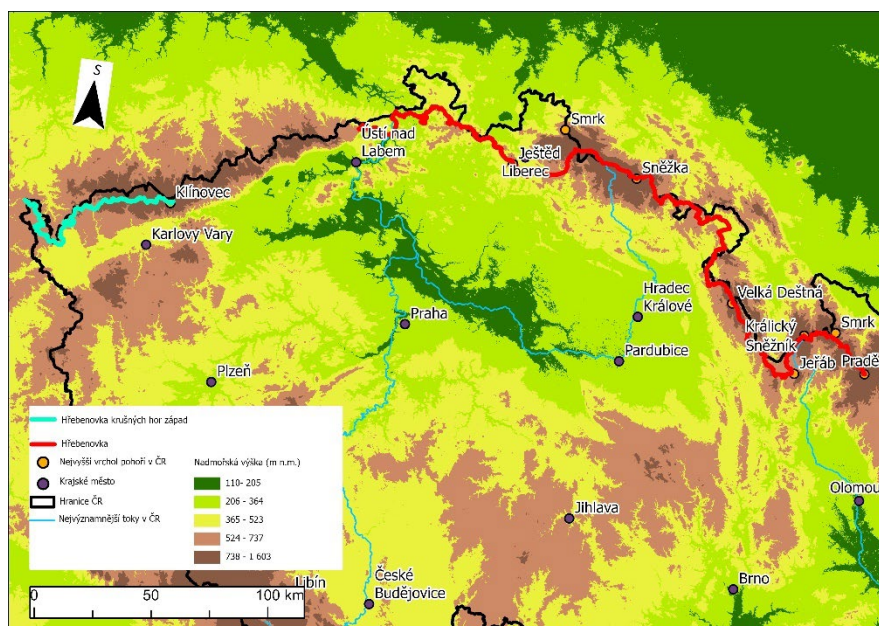 S
Smrk
Ústí nad
Labem
Ještěd
Liberec
Sněžka
Klínovec
Karlovy Vary
Velká Deštná
Hradec
Králové
Praha
Králický
Sněžník
Smrk
Pardubice
Jeřáb
Praděd
Plzeň
Hřebenovka krušných hor západ
Hřebenovka
Nejvyšší vrchol pohoří v ČR
Krajské město
Hranice ČR
Nejvýznamnější toky v ČR
Nadmořská výška (m n.m.)
110- 205
206 - 364
365 - 523
524 - 737
738 - 1 603
Olomouc
Jihlava
Libín
České
Budějovice
Brno
0 50 100 km